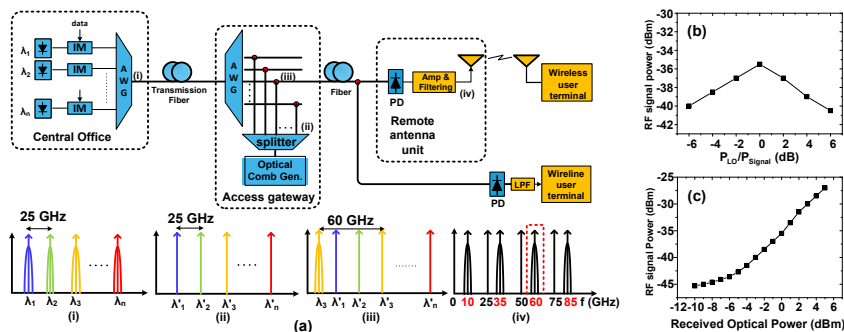 Central Office
data
λ1
IM
λ2
IM
λn
IM
A W G
(i)
Transmission Fiber
Access gateway
A W G
(iii)
(ii)
splitter
Optical Comb Gen.
Fiber
PD
Amp & Filtering
(iv)
Remote antenna unit
Wireless user terminal
PD
LPF
Wireline user terminal
25 GHz
λ1 λ2 λ3 .... λn
(i)
25 GHz
λ'1 λ'2 λ'3 .... λ'n
(ii)
60 GHz
λ3 λ'1 λ'2 λ'3 ........ λ'n
(iii)
0 10 25 35 50 60 75 85 f (GHz)
(iv)
(a)
(b)
RF signal power (dBm)
-30
-32
-34
-36
-38
-40
-42
-6 -4 -2 0 2 4 6
PLO/PSignal (dB)
(c)
RF signal Power (dBm)
-25
-30
-35
-40
-45
-50
-12 -10 -8 -6 -4 -2 0 2 4 6
Received Optical Power (dBm)